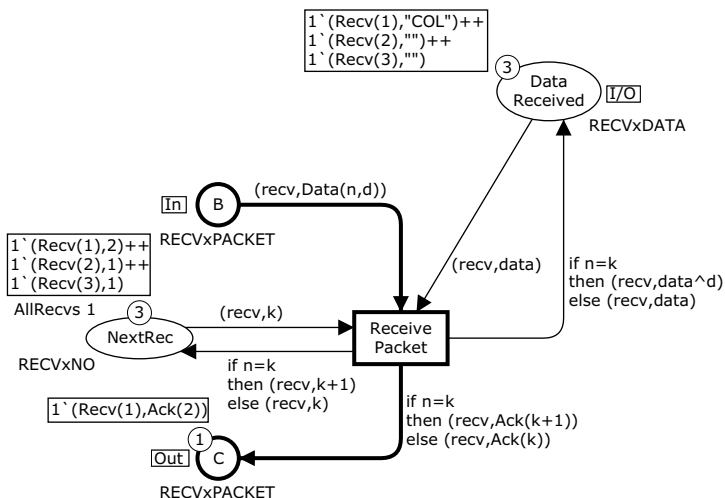 1`(Recv(1),"COL")++
1`(Recv(2),"")++
1`(Recv(3),"")
3
Data
Received
I/O
RECVxDATA
In
B
(recv,Data(n,d))
RECVxPACKET
1`(Recv(1),2)++
1`(Recv(2),1)++
1`(Recv(3),1)
AllRecvs 1
3
NextRec
RECVxNO
(recv,k)
(recv,data)
if n=k
then (recv,data^d)
else (recv,data)
Receive
Packet
if n=k
then (recv,k+1)
else (recv,k)
if n=k
then (recv,Ack(k+1))
else (recv,Ack(k))
1`(Recv(1),Ack(2))
1
Out
C
RECVxPACKET